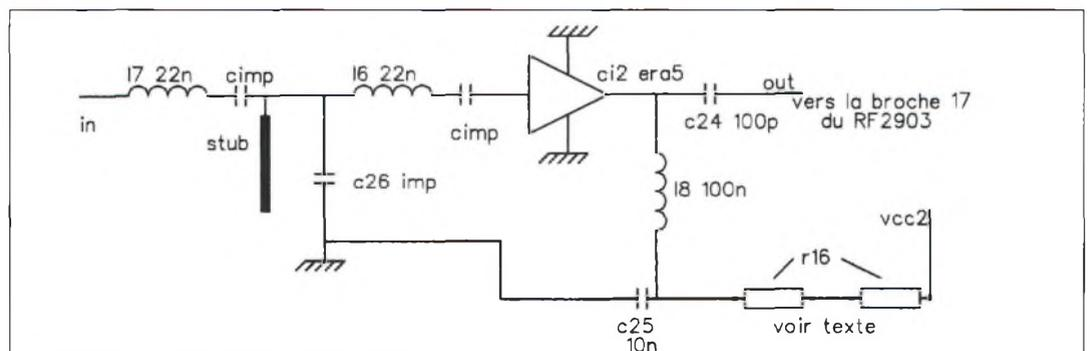 l7 22n
cimp
l6 22n
ci2 era5
in
stub
cimp
c24 100p
out
vers la broche 17
du RF2903
c26 imp
l8 100n
vcc2
r16
c25
10n
voir texte